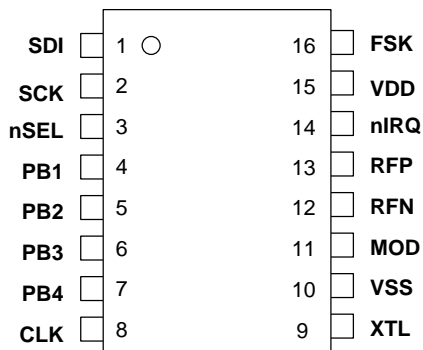 SDI 1 16 FSK
SCK 2 15 VDD
nSEL 3 14 nIRQ
PB1 4 13 RFP
PB2 5 12 RFN
PB3 6 11 MOD
PB4 7 10 VSS
CLK 8 9 XTL